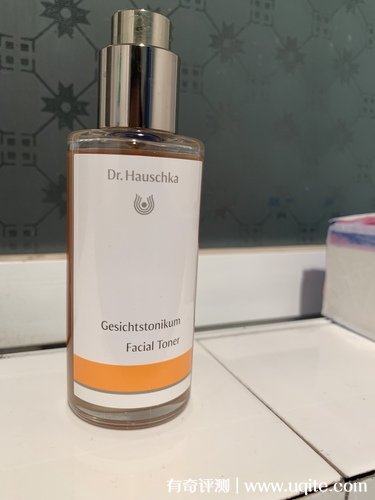 Dr. Hauschka
Gesichtstonikum
Facial Toner
有奇评测 | www.uqite.com